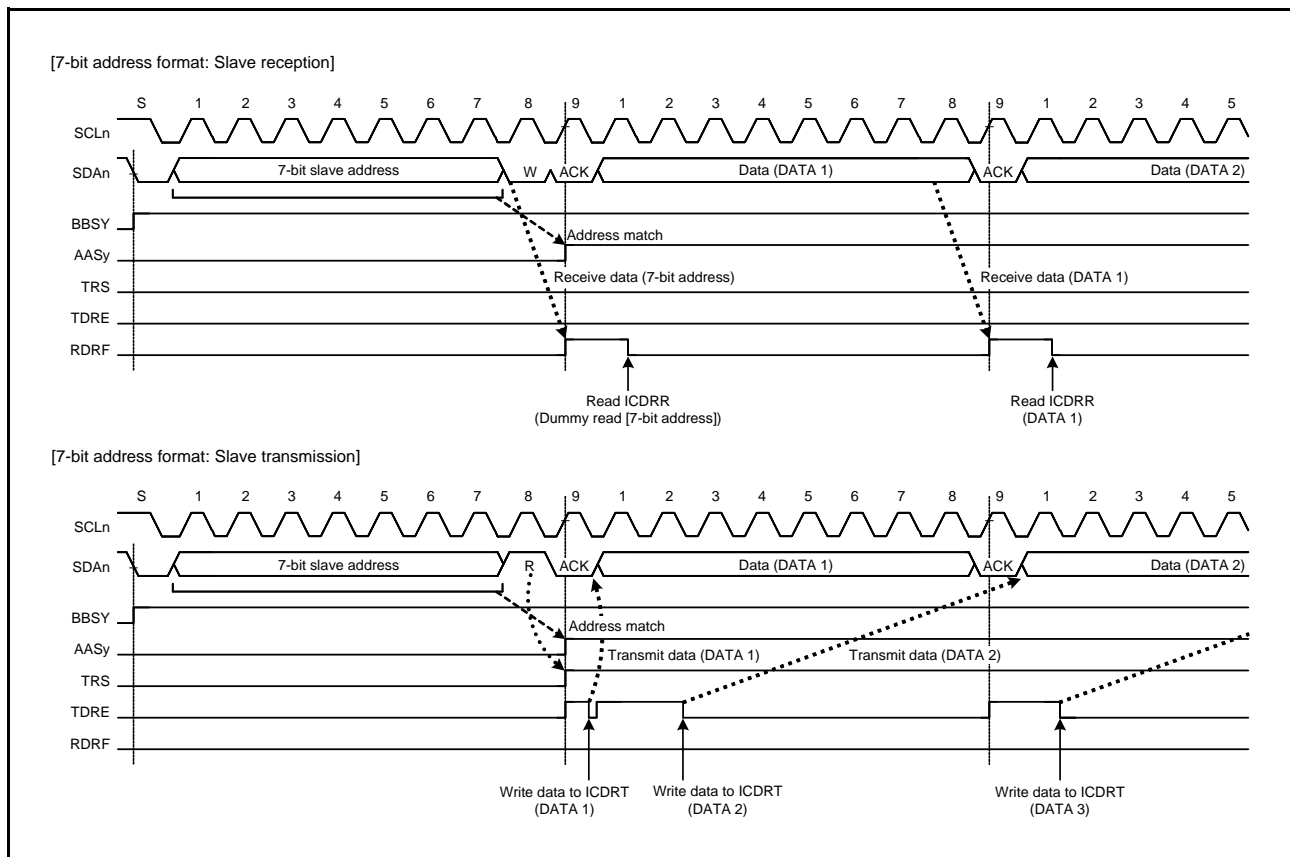 [7-bit address format: Slave reception]
S 1 2 3 4 5 6 7 8 9 1 2 3 4 5 6 7 8 9 1 2 3 4 5
SCLn
SDAn 7-bit slave address W ACK Data (DATA 1) ACK Data (DATA 2)
BBSY
Address match
AASy
Receive data (7-bit address) Receive data (DATA 1)
TRS
TDRE
RDRF
Read ICDRR Read ICDRR
(Dummy read [7-bit address]) (DATA 1)
[7-bit address format: Slave transmission]
S 1 2 3 4 5 6 7 8 9 1 2 3 4 5 6 7 8 9 1 2 3 4 5
SCLn
SDAn 7-bit slave address R ACK Data (DATA 1) ACK Data (DATA 2)
BBSY
Address match
AASy
Transmit data (DATA 1) Transmit data (DATA 2)
TRS
TDRE
RDRF
Write data to ICDRT Write data to ICDRT Write data to ICDRT
(DATA 1) (DATA 2) (DATA 3)